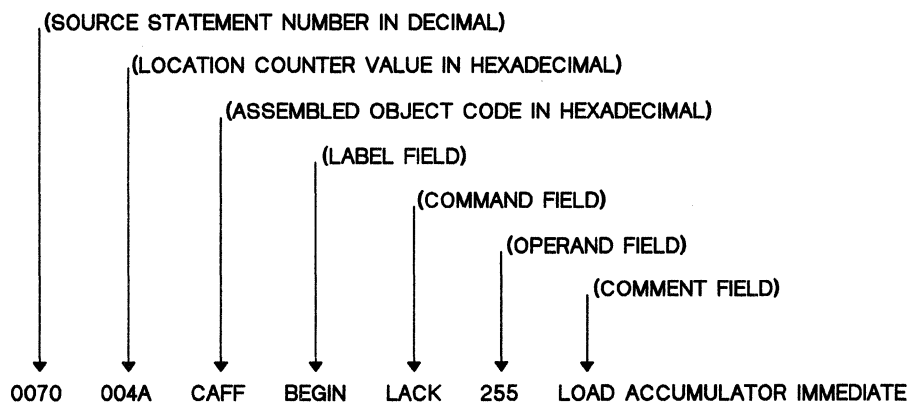 (SOURCE STATEMENT NUMBER IN DECIMAL)
(LOCATION COUNTER VALUE IN HEXADECIMAL)
(ASSEMBLED OBJECT CODE IN HEXADECIMAL)
(LABEL FIELD)
(COMMAND FIELD)
(OPERAND FIELD)
(COMMENT FIELD)
0070 004A CAFF BEGIN LACK 255 LOAD ACCUMULATOR IMMEDIATE